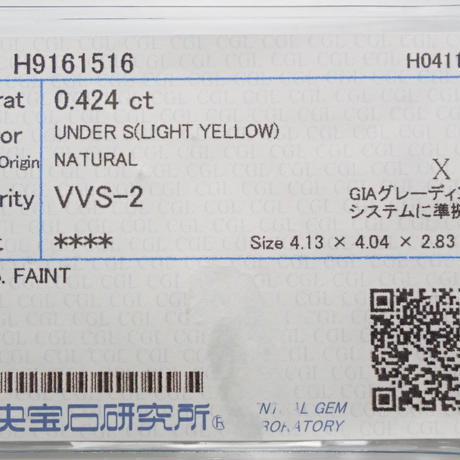 H9161516 H0411
rat 0.424 ct
or UNDER S(LIGHT YELLOW)
Origin NATURAL
rity VVS-2 X
GIAグレーディ
システムに準拠
**** Size 4.13 × 4.04 × 2.83
. FAINT
央宝石研究所®
NTRAL GEM
BORATORY